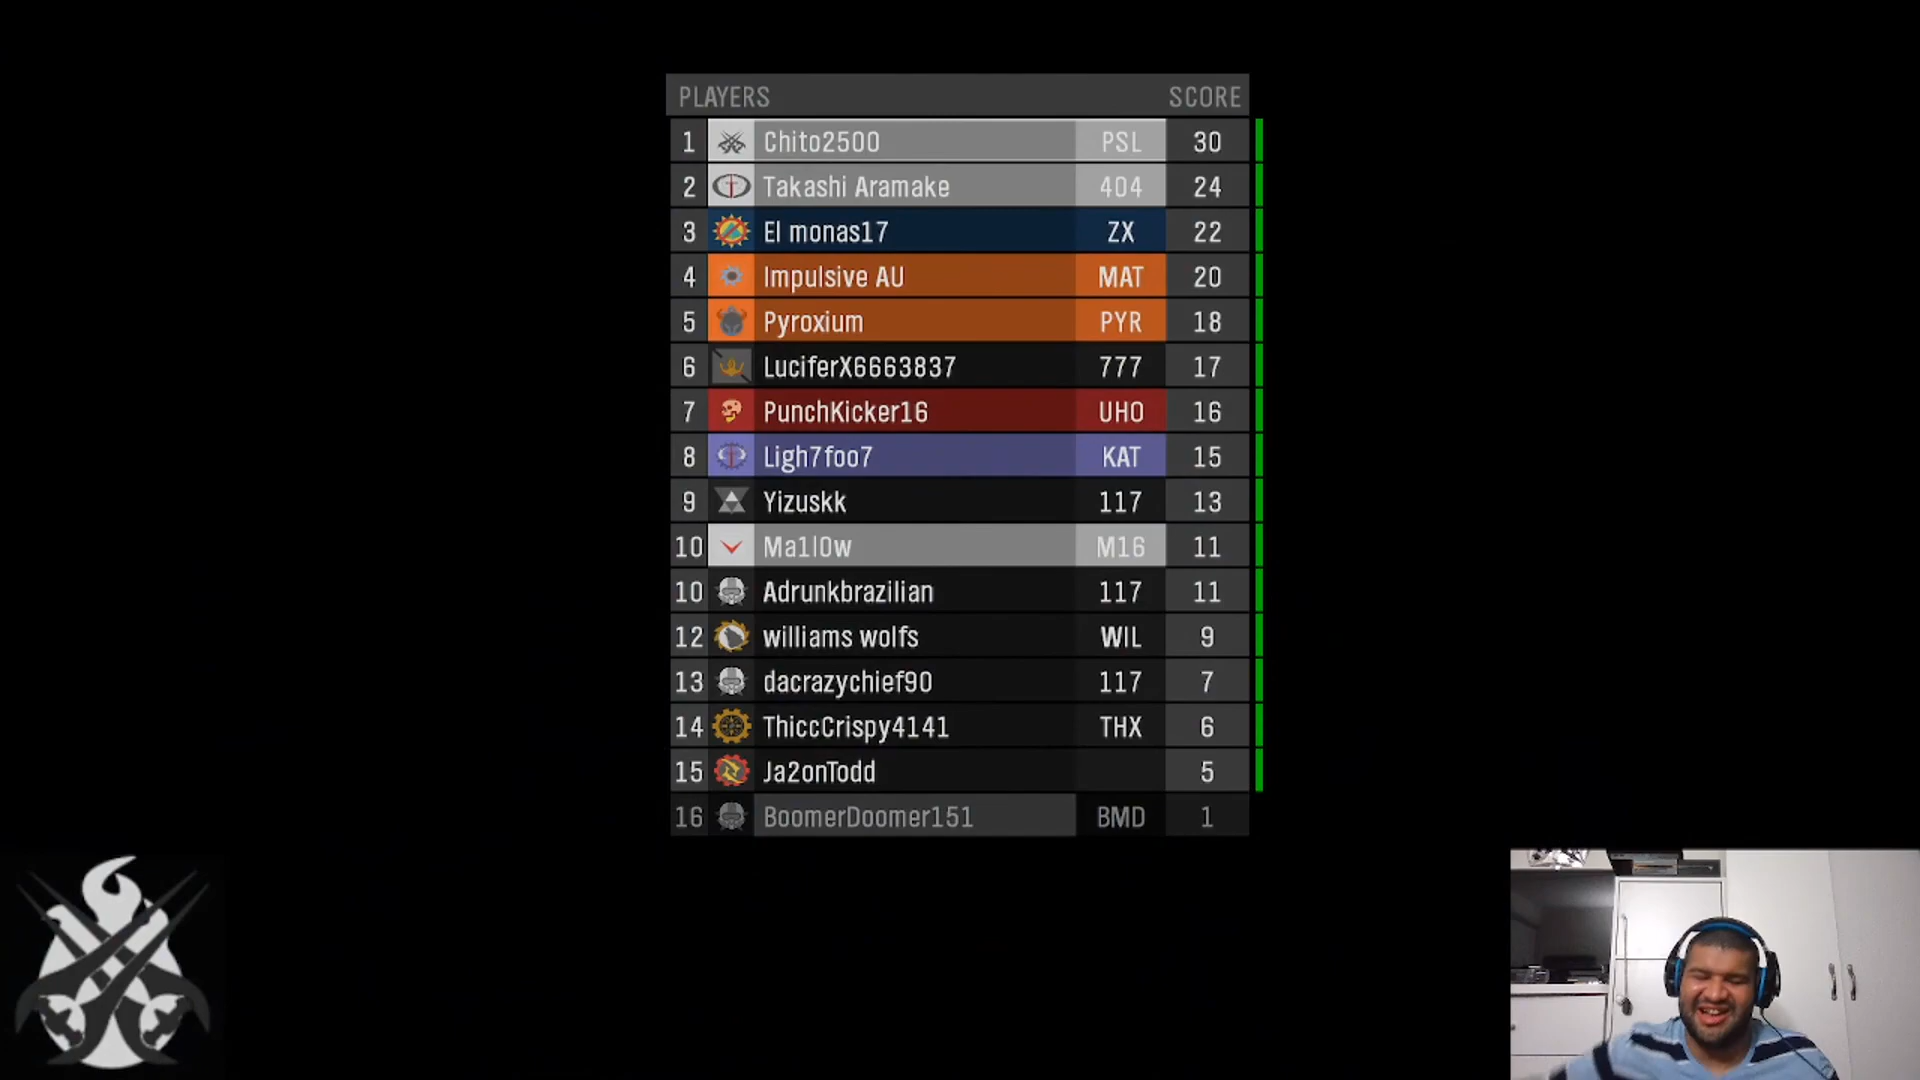 PLAYERS SCORE
1 Chito2500 PSL 30
2 Takashi Aramake 404 24
3 El monas17 ZX 22
4 Impulsive AU MAT 20
5 Pyroxium PYR 18
6 LuciferX6663837 777 17
7 PunchKicker16 UHO 16
8 Ligh7foo7 KAT 15
9 Yizuskk 117 13
10 Ma1l0w M16 11
10 Adrunkbrazilian 117 11
12 williams wolfs WIL 9
13 dacrazychief90 117 7
14 ThiccCrispy4141 THX 6
15 Ja2onTodd 5
16 BoomerDoomer151 BMD 1